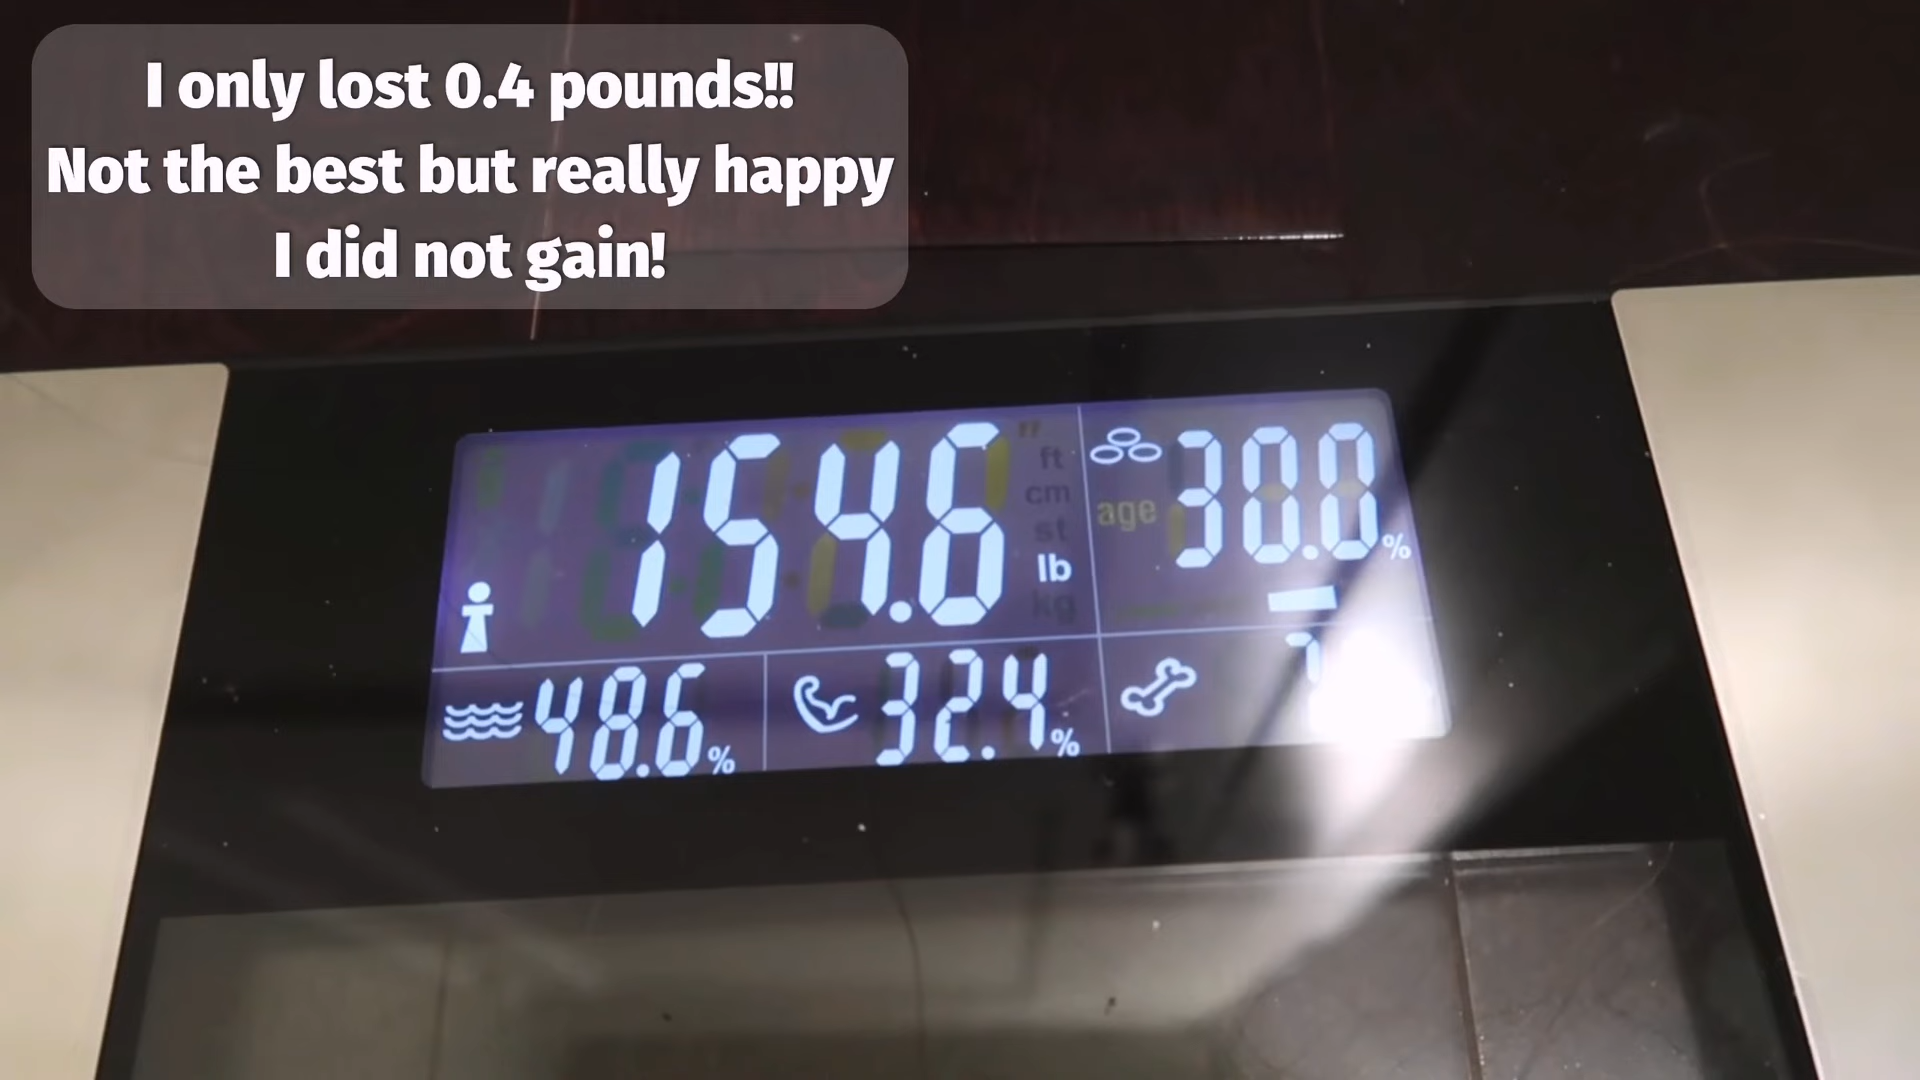 I only lost 0.4 pounds!!
Not the best but really happy
I did not gain!
154.6
ft
cm
st
lb
kg
age
30.0%
48.6%
32.4%